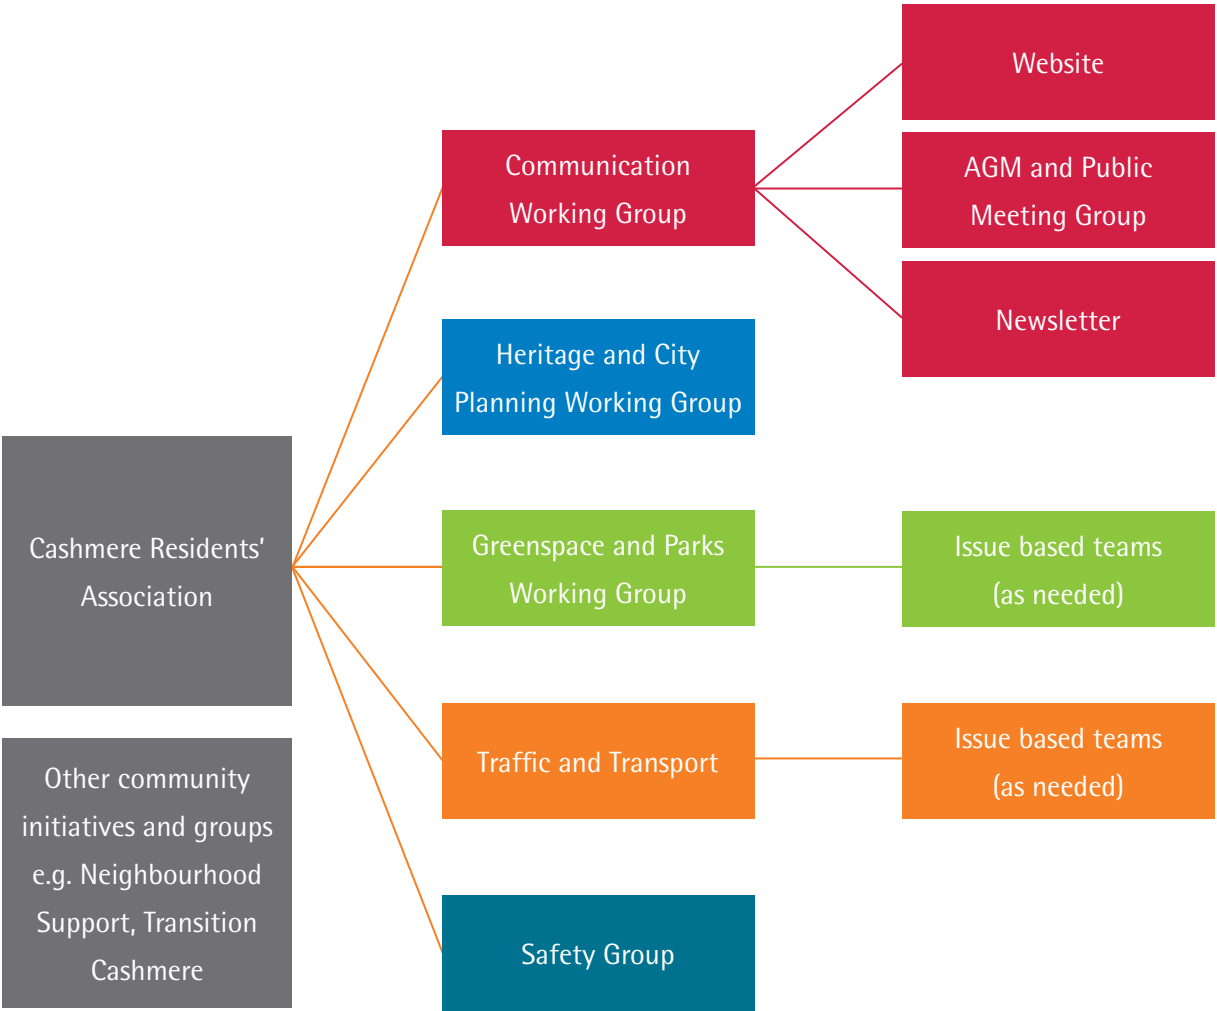 Website
Communication
Working Group
AGM and Public
Meeting Group
Newsletter
Heritage and City
Planning Working Group
Cashmere Residents'
Association
Greenspace and Parks
Working Group
Issue based teams
(as needed)
Traffic and Transport
Issue based teams
(as needed)
Other community
initiatives and groups
e.g. Neighbourhood
Support, Transition
Cashmere
Safety Group